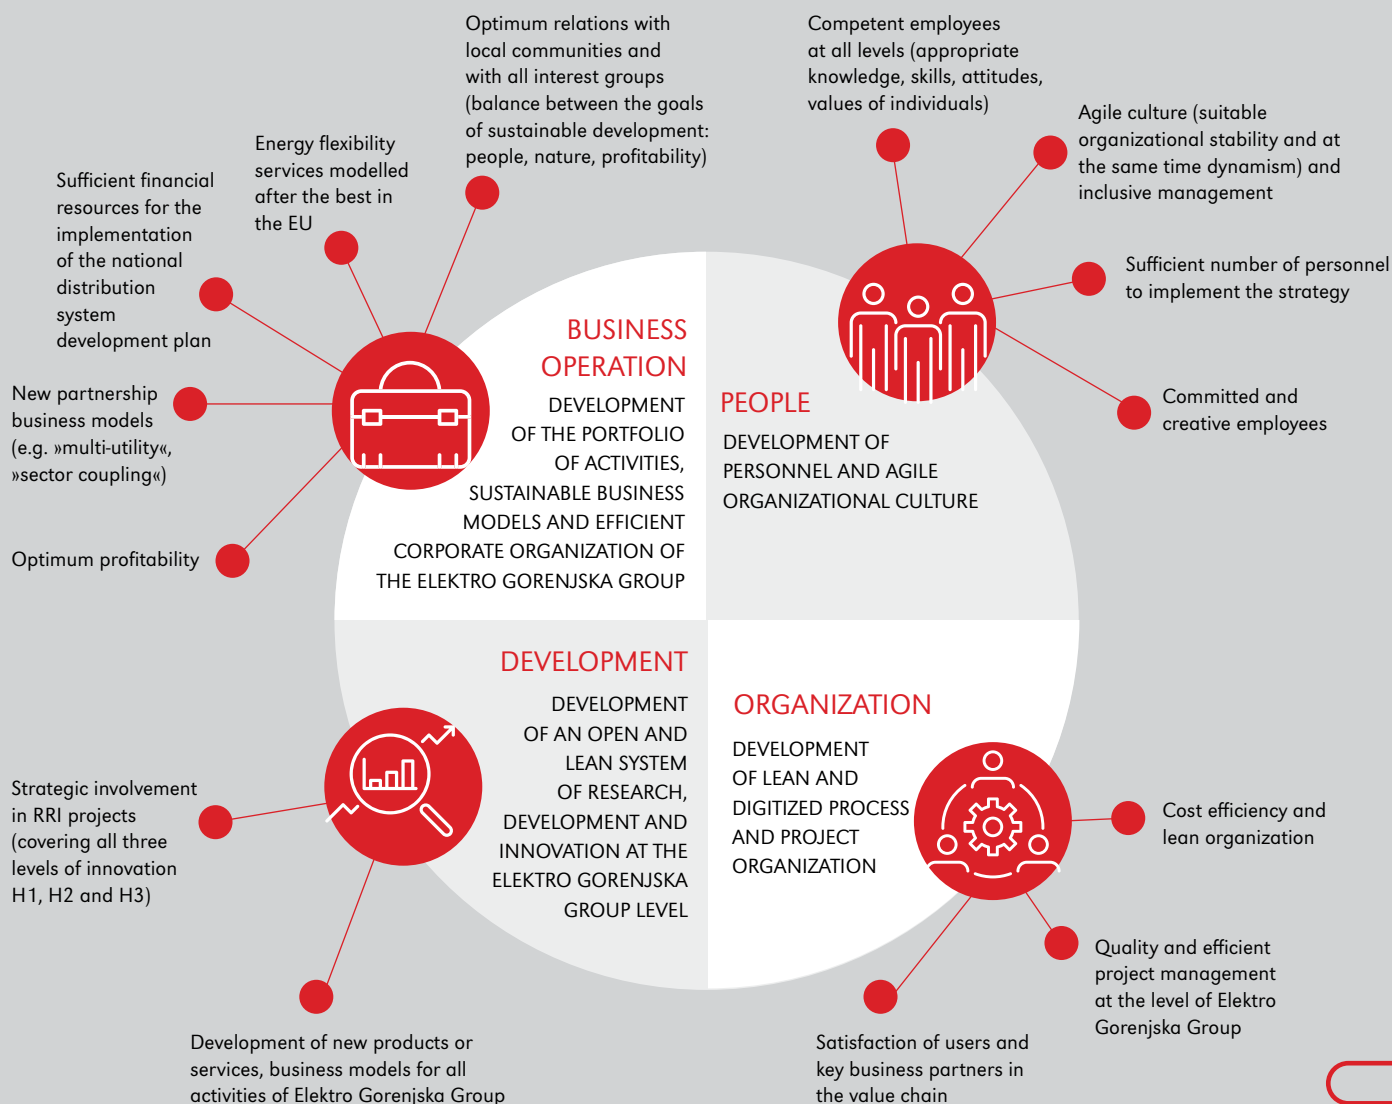 Optimum relations with
local communities and
with all interest groups
(balance between the goals
of sustainable development:
people, nature, profitability)
Competent employees
at all levels (appropriate
knowledge, skills, attitudes,
values of individuals)
Agile culture (suitable
organizational stability and at
the same time dynamism) and
inclusive management
Energy flexibility
services modelled
after the best in
the EU
Sufficient financial
resources for the
implementation
of the national
distribution
system
development plan
Sufficient number of personnel
to implement the strategy
New partnership
business models
(e.g. »multi-utility«,
»sector coupling«)
Committed and
creative employees
Optimum profitability
BUSINESS
OPERATION
DEVELOPMENT
OF THE PORTFOLIO
OF ACTIVITIES,
SUSTAINABLE BUSINESS
MODELS AND EFFICIENT
CORPORATE ORGANIZATION OF
THE ELEKTRO GORENJSKA GROUP
PEOPLE
DEVELOPMENT OF
PERSONNEL AND AGILE
ORGANIZATIONAL CULTURE
DEVELOPMENT
DEVELOPMENT
OF AN OPEN AND
LEAN SYSTEM
OF RESEARCH,
DEVELOPMENT AND
INNOVATION AT THE
ELEKTRO GORENJSKA
GROUP LEVEL
ORGANIZATION
DEVELOPMENT
OF LEAN AND
DIGITIZED PROCESS
AND PROJECT
ORGANIZATION
Strategic involvement
in RRI projects
(covering all three
levels of innovation
H1, H2 and H3)
Cost efficiency and
lean organization
Quality and efficient
project management
at the level of Elektro
Gorenjska Group
Development of new products or
services, business models for all
activities of Elektro Gorenjska Group
Satisfaction of users and
key business partners in
the value chain